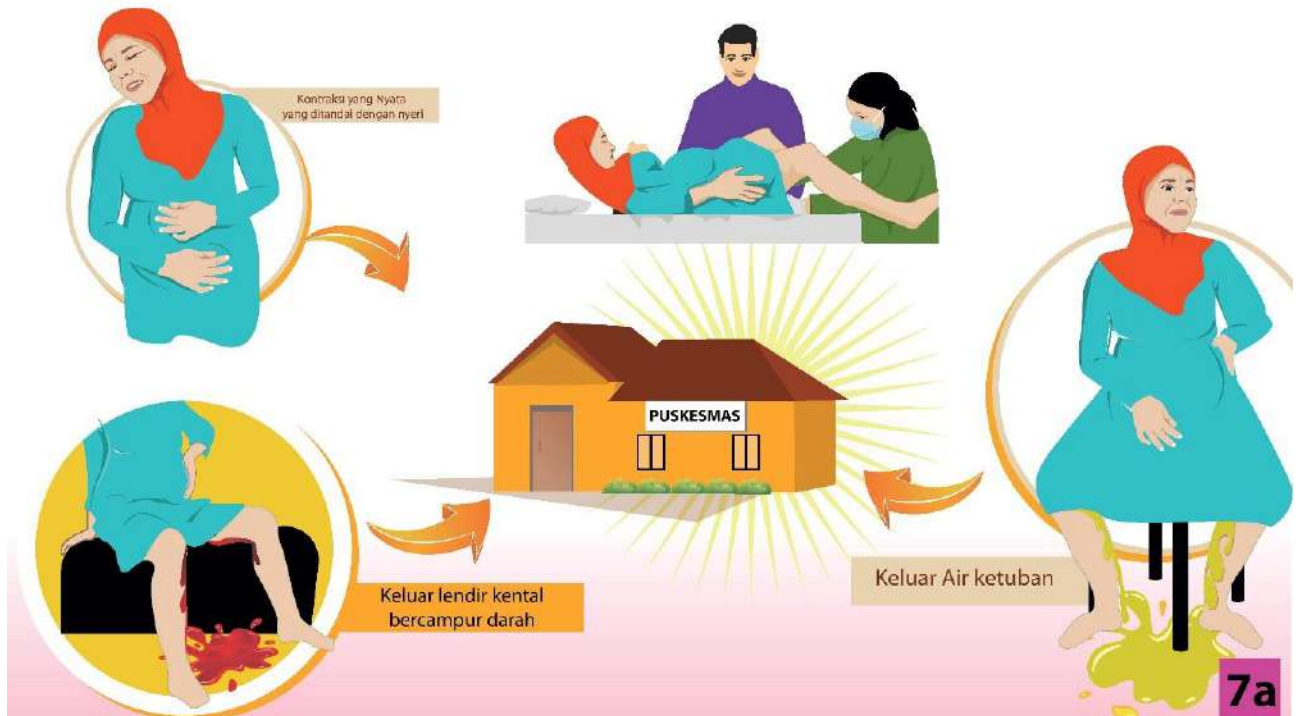 Kontraksi yang Nyata
yang ditandai dengan nyeri
PUSKESMAS
Keluar lendir kental
bercampur darah
Keluar Air ketuban
7a